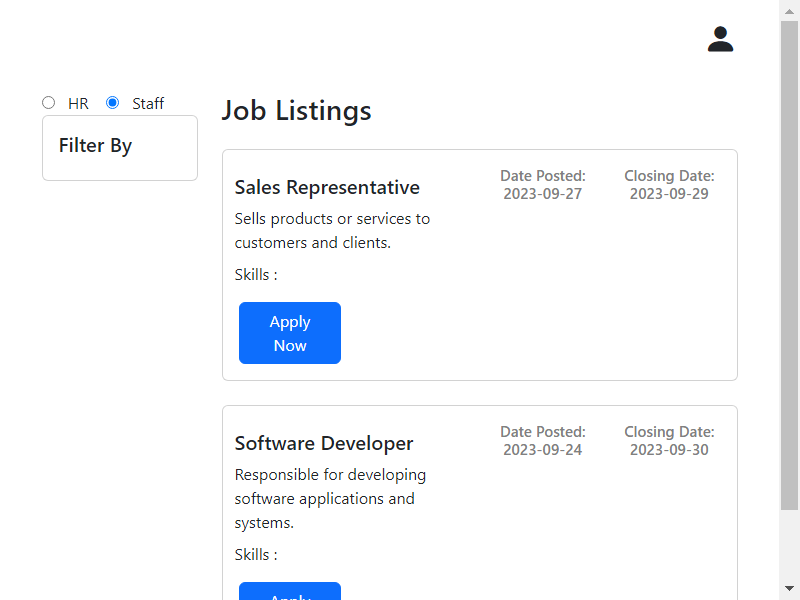 HR Staff
Filter By
Job Listings
Sales Representative
Date Posted:
2023-09-27
Closing Date:
2023-09-29
Sells products or services to
customers and clients.
Skills :
Apply
Now
Software Developer
Date Posted:
2023-09-24
Closing Date:
2023-09-30
Responsible for developing
software applications and
systems.
Skills :
Apply